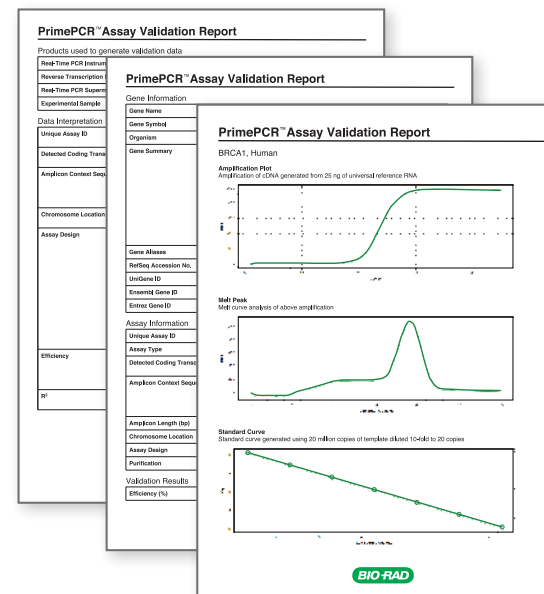 PrimePCR™Assay Validation Report
Products used to generate validation data
Real-Time PCR Instrum
Reverse Transcription
Real-Time PCR Superm
Experimental Sample
Data Interpretation
Unique Assay ID
Detected Coding Trans
Amplicon Context Sequ
Chromosome Location
Assay Design
Efficiency
R²
PrimePCR™Assay Validation Report
Gene Information
Gene Name
Gene Symbol
Organism
Gene Summary
Gene Aliases
RefSeq Accession No.
UniGene ID
Ensembl Gene ID
Entrez Gene ID
Assay Information
Unique Assay ID
Assay Type
Detected Coding Transc
Amplicon Context Sequ
Amplicon Length (bp)
Chromosome Location
Assay Design
Purification
Validation Results
Efficiency (%)
PrimePCR™Assay Validation Report
BRCA1, Human
Amplification Plot
Amplification of cDNA generated from 25 ng of universal reference RNA
Melt Peak
Melt curve analysis of above amplification
Standard Curve
Standard curve generated using 20 million copies of template diluted 10-fold to 20 copies
BIO-RAD